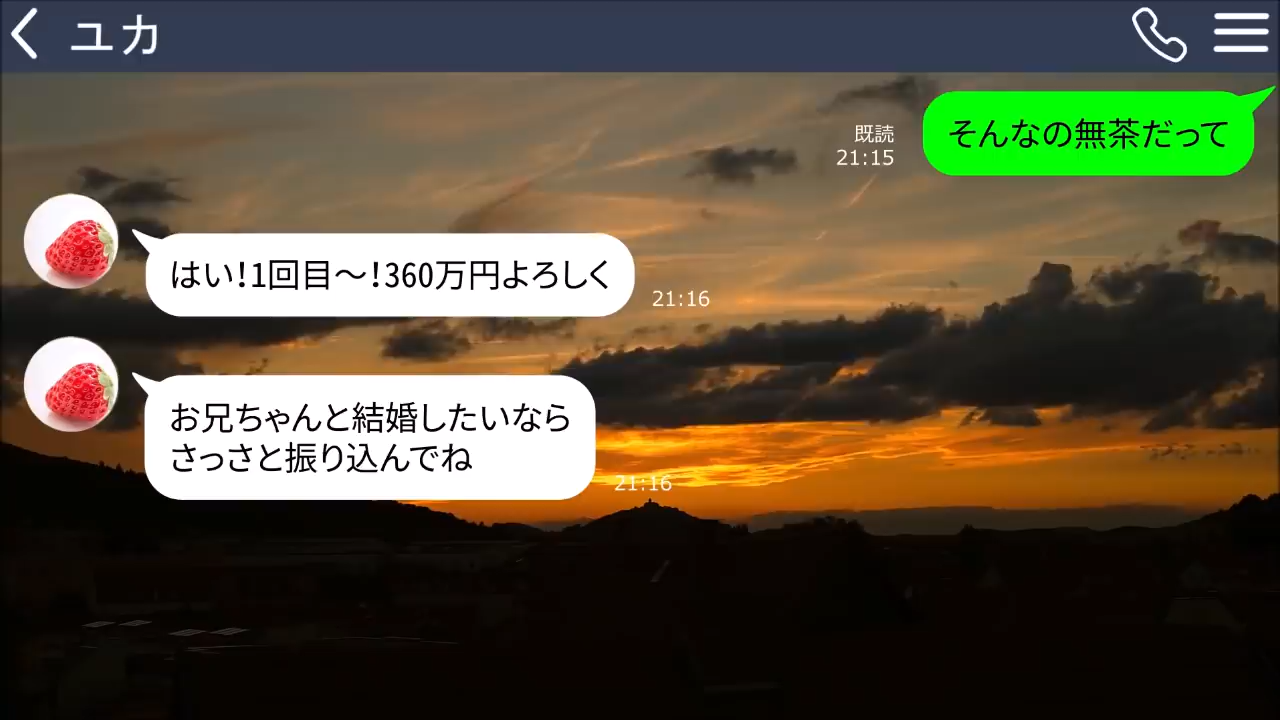 ユカ
そんなの無茶だって
既読
21:15
はい!1回目～!360万円よろしく
21:16
お兄ちゃんと結婚したいなら
さっさと振り込んでね
21:16